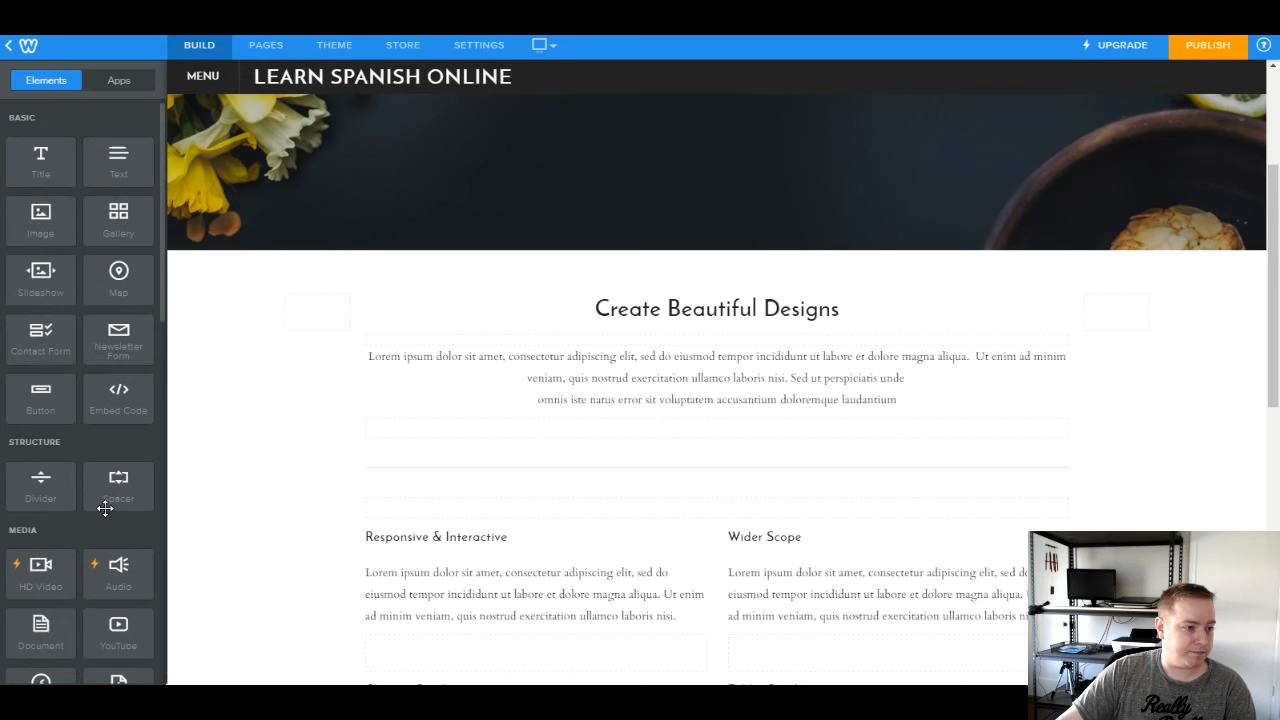 BUILD PAGES THEME STORE SETTINGS UPGRADE PUBLISH ?
Elements Apps
MENU LEARN SPANISH ONLINE
BASIC
Title Text
Image Gallery
Slideshow Map
Contact Form Newsletter Form
Button Embed Code
STRUCTURE
Divider Spacer
MEDIA
HD Video Audio
Document YouTube
Create Beautiful Designs
Lorem ipsum dolor sit amet, consectetur adipiscing elit, sed do eiusmod tempor incididunt ut labore et dolore magna aliqua. Ut enim ad minim
veniam, quis nostrud exercitation ullamco laboris nisi. Sed ut perspiciatis unde
omnis iste natus error sit voluptatem accusantium doloremque laudantium
Responsive & Interactive
Lorem ipsum dolor sit amet, consectetur adipiscing elit, sed do
eiusmod tempor incididunt ut labore et dolore magna aliqua. Ut enim
ad minim veniam, quis nostrud exercitation ullamco laboris nisi.
Wider Scope
Lorem ipsum dolor sit amet, consectetur adipiscing elit, sed do
eiusmod tempor incididunt ut labore et dolore magna
ad minim veniam, quis nostrud exercitation ullamco laboris
Really